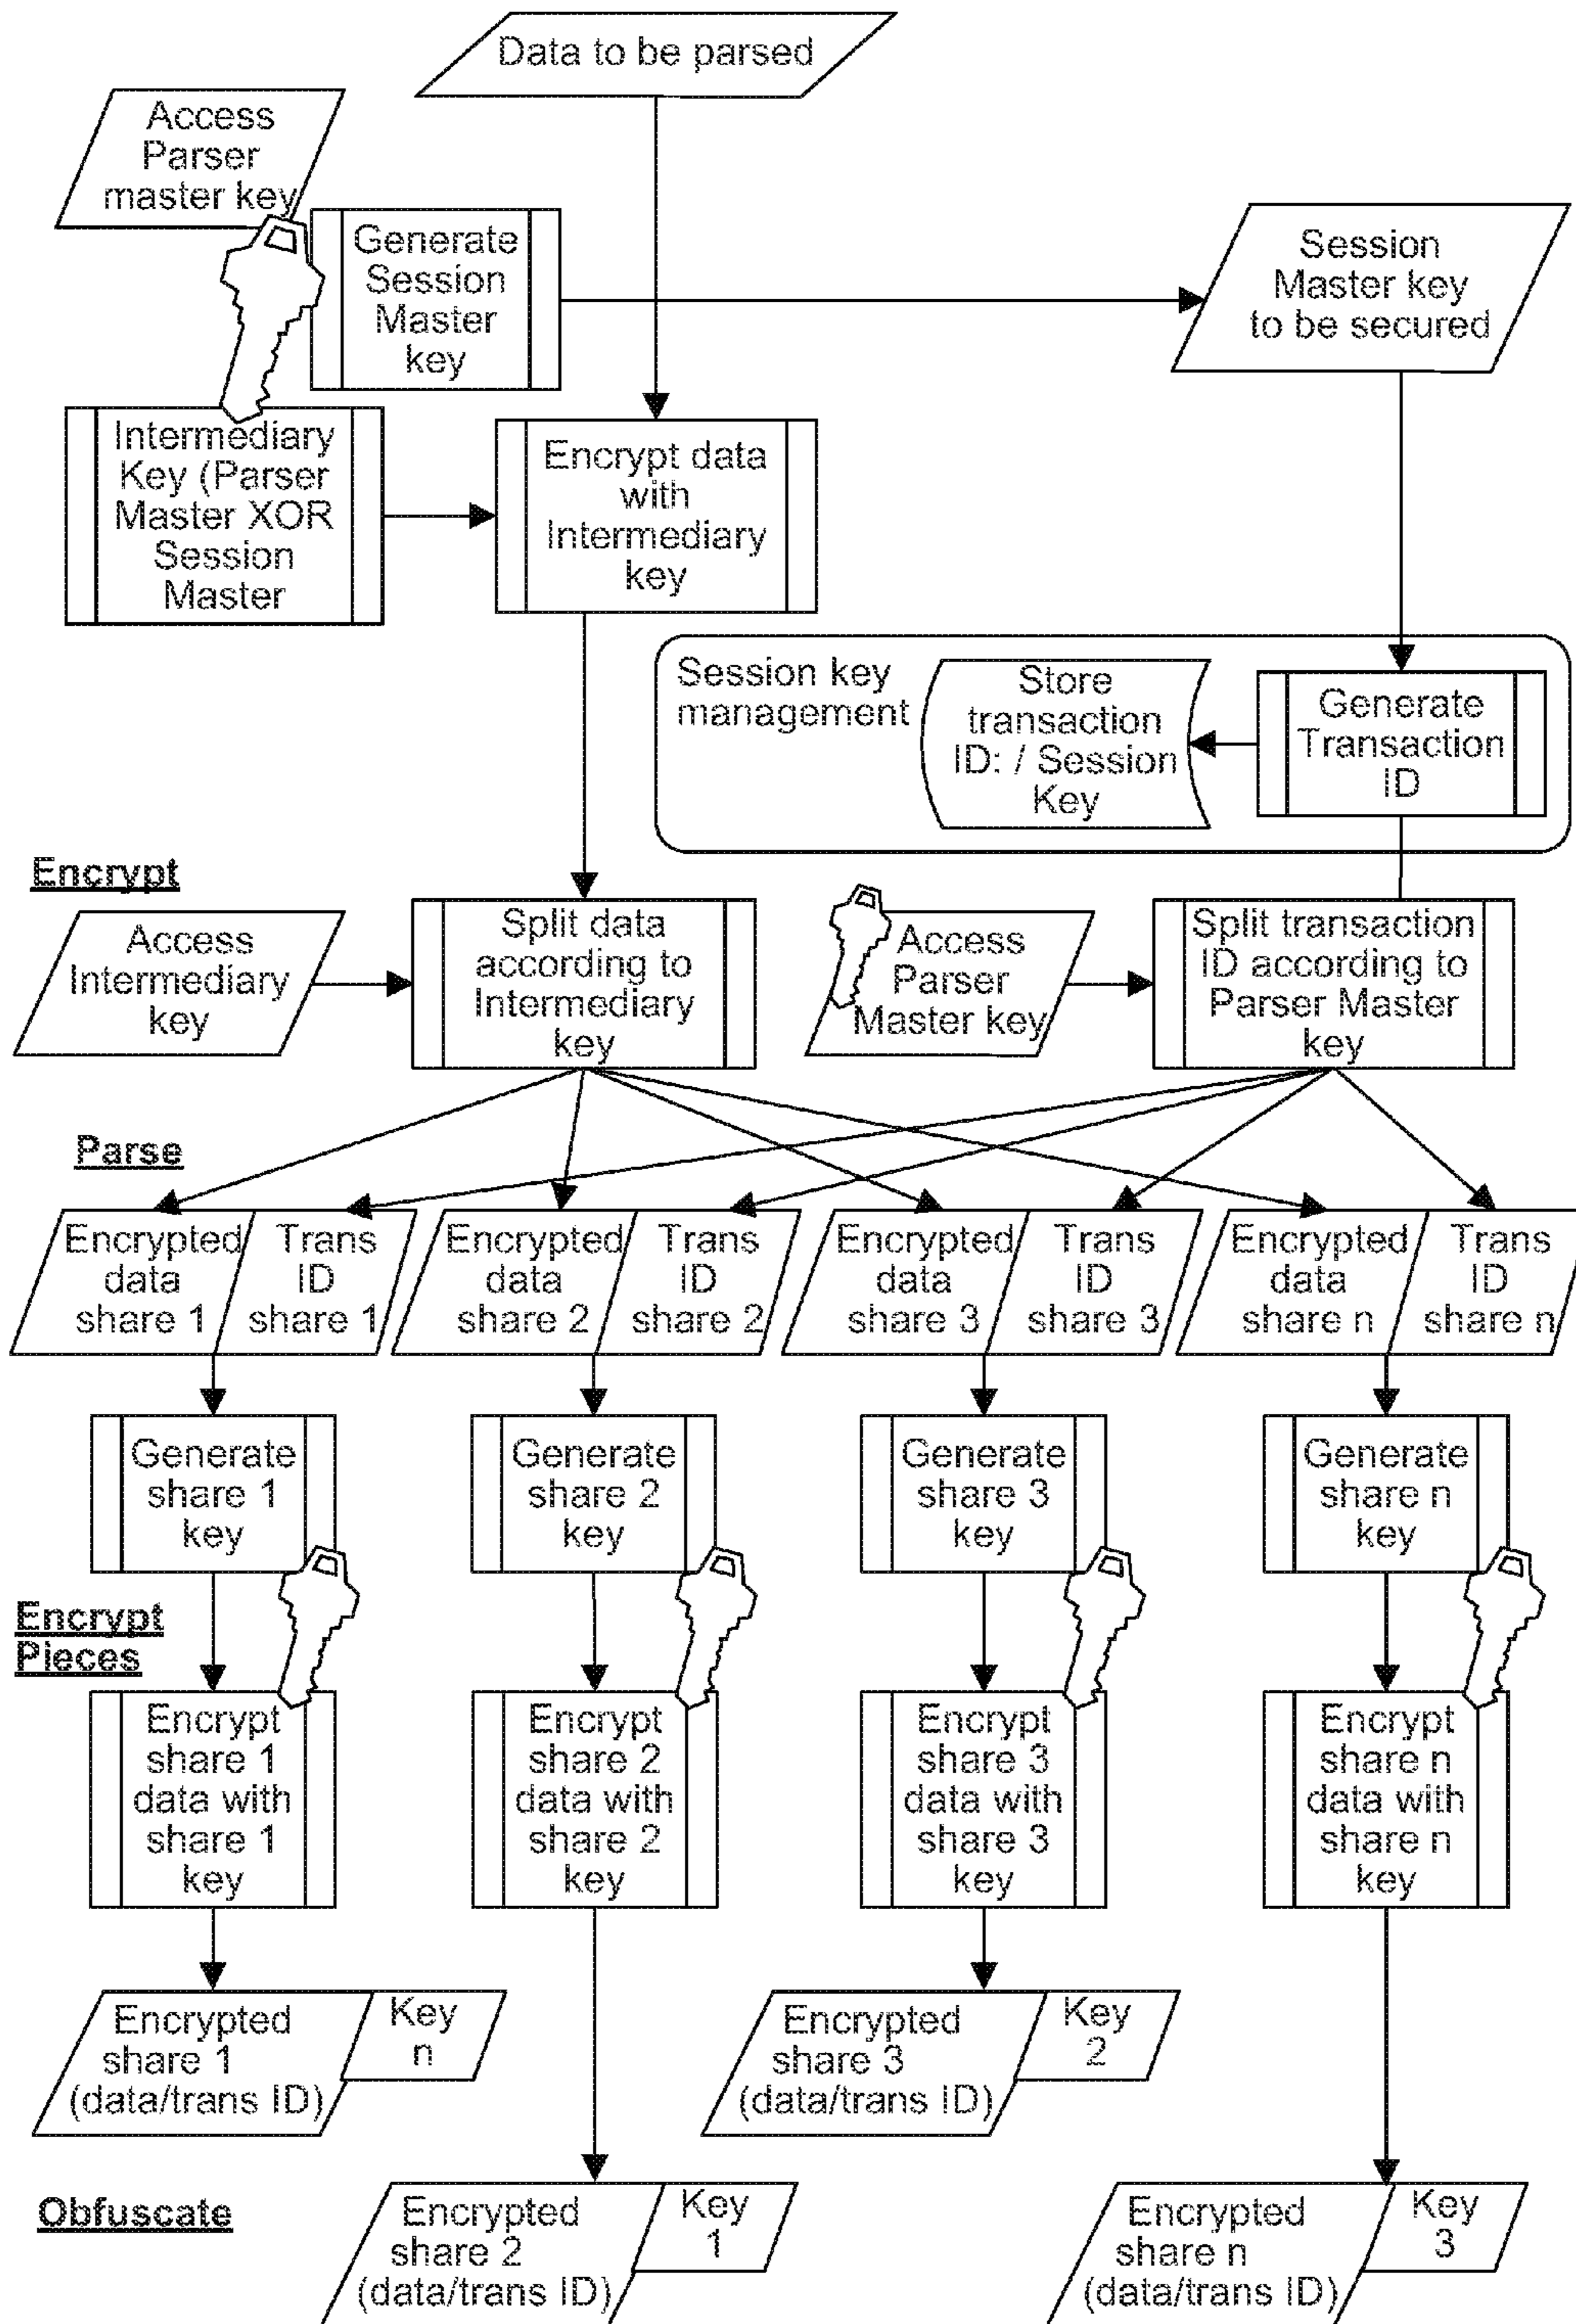 Data to be parsed
Access
Parser
master key
Generate
Session
Master
key
Session
Master key
to be secured
Intermediary
Key (Parser
Master XOR
Session
Master
Encrypt data
with
Intermediary
key
Session key
management
Store
transaction
ID: / Session
Key
Generate
Transaction
ID
Encrypt
Access
Intermediary
key
Split data
according to
Intermediary
key
Access
Parser
Master key
Split transaction
ID according to
Parser Master
key
Parse
Encrypted
data
share 1
Trans
ID
share 1
Encrypted
data
share 2
Trans
ID
share 2
Encrypted
data
share 3
Trans
ID
share 3
Encrypted
data
share n
Trans
ID
share n
Generate
share 1
key
Generate
share 2
key
Generate
share 3
key
Generate
share n
key
Encrypt
Pieces
Encrypt
share 1
data with
share 1
key
Encrypt
share 2
data with
share 2
key
Encrypt
share 3
data with
share 3
key
Encrypt
share n
data with
share n
key
Encrypted
share 1
(data/trans ID)
Key
n
Encrypted
share 3
(data/trans ID)
Key
2
Obfuscate
Encrypted
share 2
(data/trans ID)
Key
1
Encrypted
share n
(data/trans ID)
Key
3